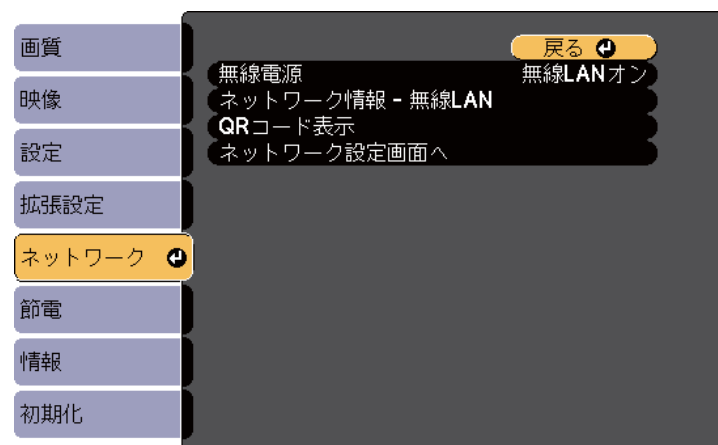 画質
映像
設定
拡張設定
ネットワーク
節電
情報
初期化
戻る
無線電源 無線LANオン
ネットワーク情報 - 無線LAN
QRコード表示
ネットワーク設定画面へ